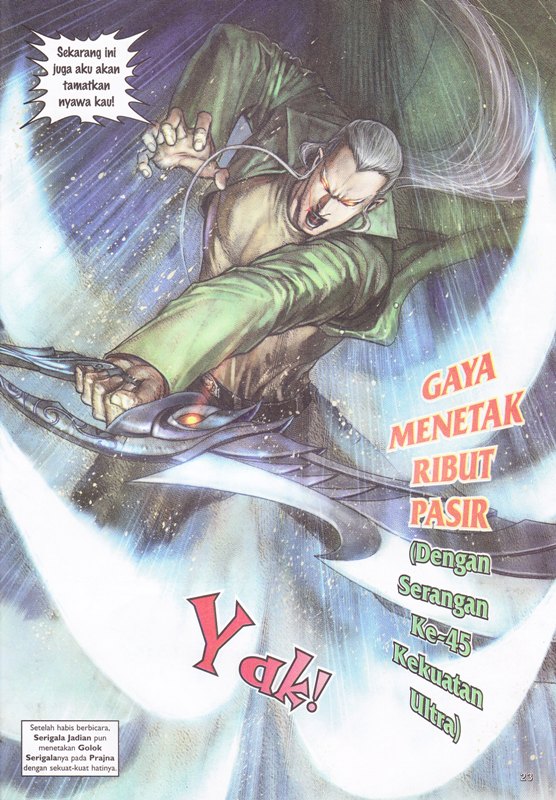 Sekarang ini
juga aku akan
tamatkan
nyawa kau!
GAYA
MENETAK
RIBUT
PASIR
(Dengan
Serangan
Ke-45
Kekuatan
Ultra)
Yak!
Setelah habis berbicara,
Serigala Jadian pun
menetakan Golok
Serigalanya pada Prajna
dengan sekuat-kuat hatinya.
23